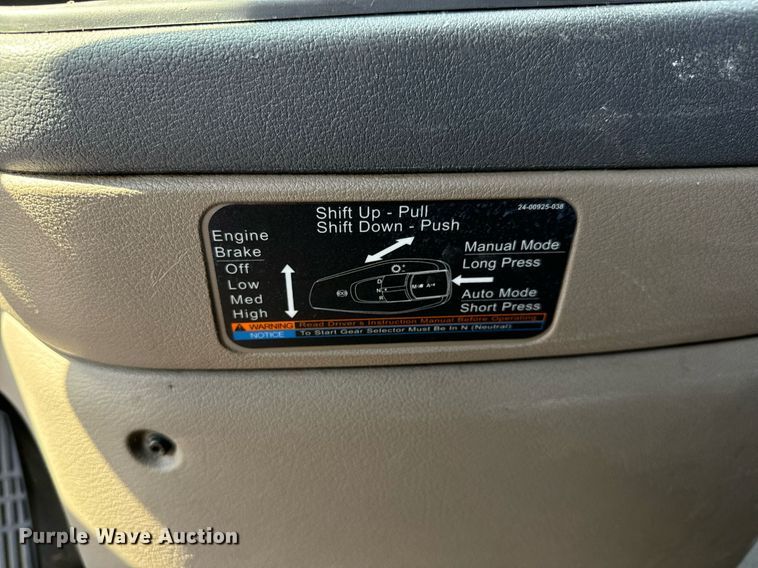 24-00925-038
Shift Up - Pull
Shift Down - Push
Engine
Brake
Off
Low
Med
High
Manual Mode
Long Press
Auto Mode
Short Press
D
N
R
WARNING Read Driver's Instruction Manual Before Operating
NOTICE To Start Gear Selector Must Be In N (Neutral)
Purple Wave Auction